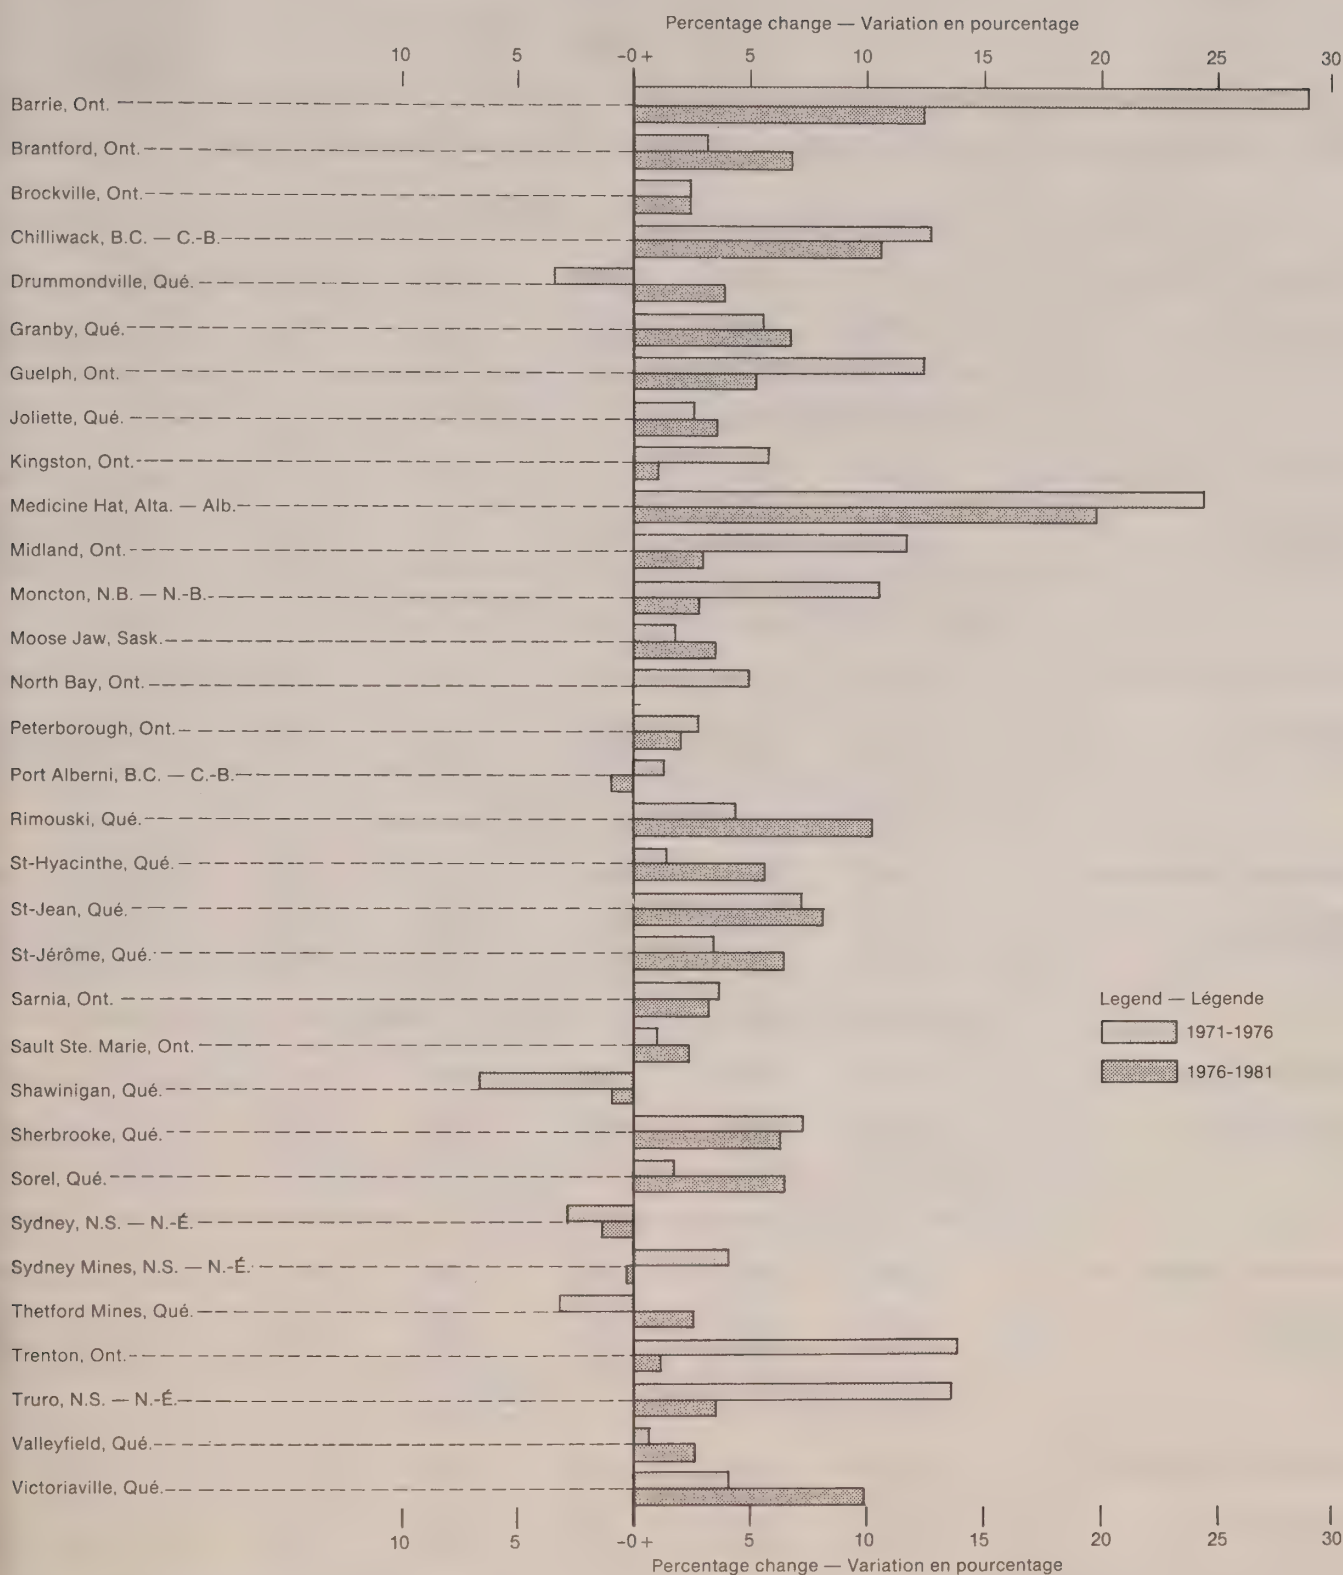 Percentage change — Variation en pourcentage
10 5 -0+ 5 10 15 20 25 30
Barrie, Ont.
Brantford, Ont.
Brockville, Ont.
Chilliwack, B.C. — C.-B.
Drummondville, Qué.
Granby, Qué.
Guelph, Ont.
Joliette, Qué.
Kingston, Ont.
Medicine Hat, Alta. — Alb.
Midland, Ont.
Moncton, N.B. — N.-B.
Moose Jaw, Sask.
North Bay, Ont.
Peterborough, Ont.
Port Alberni, B.C. — C.-B.
Rimouski, Qué.
St-Hyacinthe, Qué.
St-Jean, Qué.
St-Jérôme, Qué.
Sarnia, Ont.
Legend — Légende
1971-1976
Sault Ste. Marie, Ont.
1976-1981
Shawinigan, Qué.
Sherbrooke, Qué.
Sorel, Qué.
Sydney, N.S. — N.-É.
Sydney Mines, N.S. — N.-É.
Thetford Mines, Qué.
Trenton, Ont.
Truro, N.S. — N.-É.
Valleyfield, Qué.
Victoriaville, Qué.
10 5 -0+ 5 10 15 20 25 30
Percentage change — Variation en pourcentage